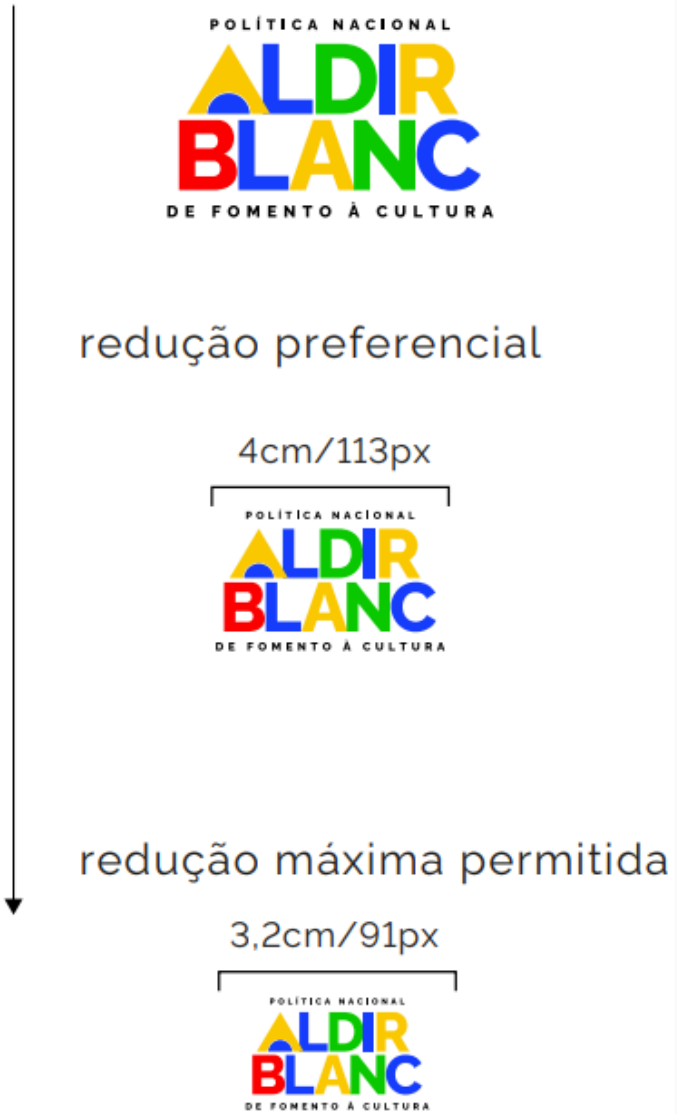 POLÍTICA NACIONAL
ALDIR
BLANC
DE FOMENTO À CULTURA
redução preferencial
4cm/113px
POLÍTICA NACIONAL
ALDIR
BLANC
DE FOMENTO À CULTURA
redução máxima permitida
3,2cm/91px
POLÍTICA NACIONAL
ALDIR
BLANC
DE FOMENTO À CULTURA